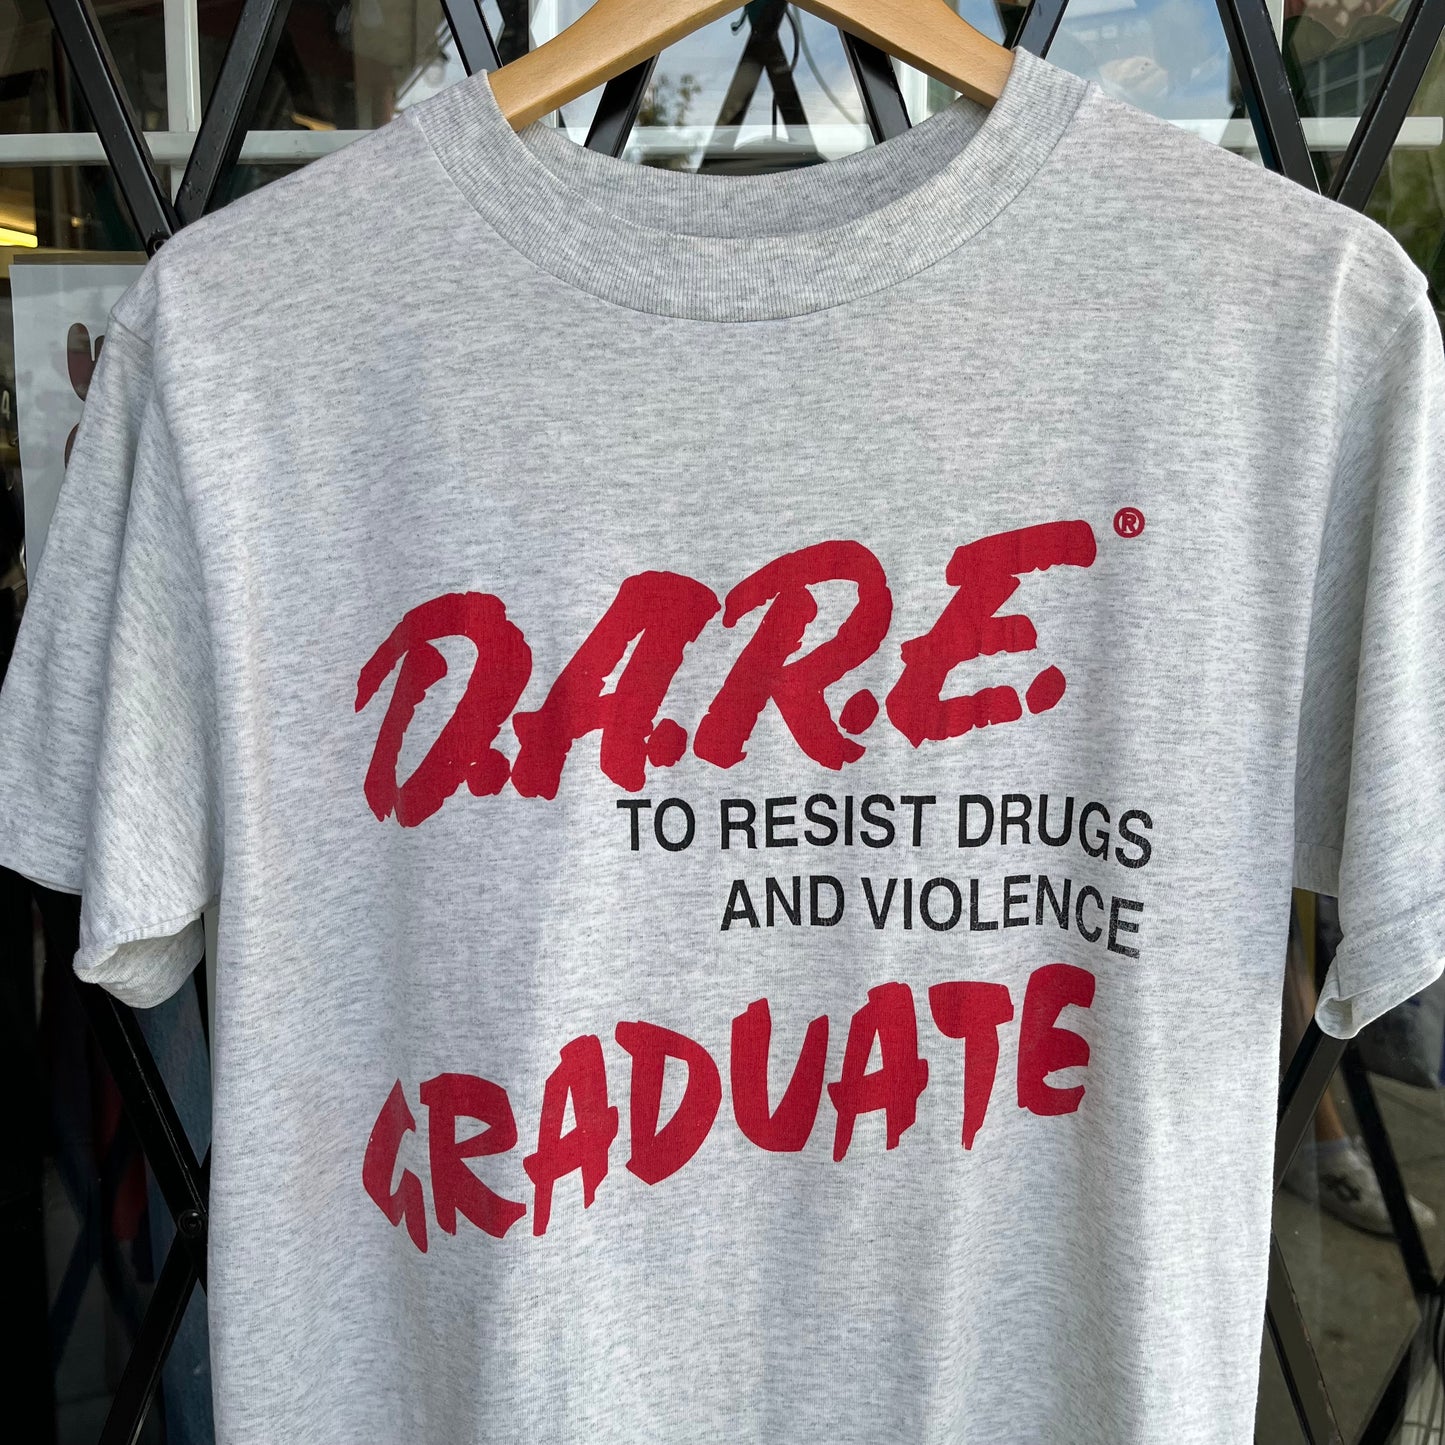 D.A.R.E.®
TO RESIST DRUGS
AND VIOLENCE
GRADUATE